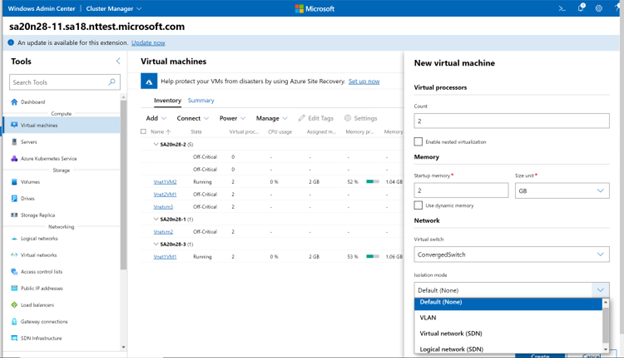 Windows Admin Center | Cluster Manager
Microsoft
sa20n28-11.sa18.nttest.microsoft.com
An update is available for this extension. Update now
Tools
Search Tools
Dashboard
Compute
Virtual machines
Servers
Azure Kubernetes Service
Storage
Volumes
Drives
Storage Replica
Networking
Logical networks
Virtual networks
Access control lists
Public IP addresses
Load balancers
Gateway connections
SDN Infrastructure
Virtual machines
Help protect your VMs from disasters by using Azure Site Recovery. Set up now
Inventory Summary
Add Connect Power Manage Edit Tags Settings
Name State Virtual proc... CPU usage Assigned m... Memory pr... Memory
SA20n28-2 (5)
Off-Critical 0 - - - -
Off-Critical 0 - - - -
Vnet1VM2 Running 2 0 % 2 GB 52 % 1.04 GB
Vnet2VM1 Off-Critical 2 - - - -
Off-Critical 2 - - - -
SA20n28-1 (1)
Off-Critical 2 - - - -
SA20n28-3 (1)
Vnet1VM1 Running 2 0 % 2 GB 53 % 1.06 GB
New virtual machine
Virtual processors
Count
2
Enable nested virtualization
Memory
Startup memory* Size unit*
2 GB
Use dynamic memory
Network
Virtual switch
ConvergedSwitch
Isolation mode
Default (None)
Default (None)
VLAN
Virtual network (SDN)
Logical network (SDN)
Create Cancel